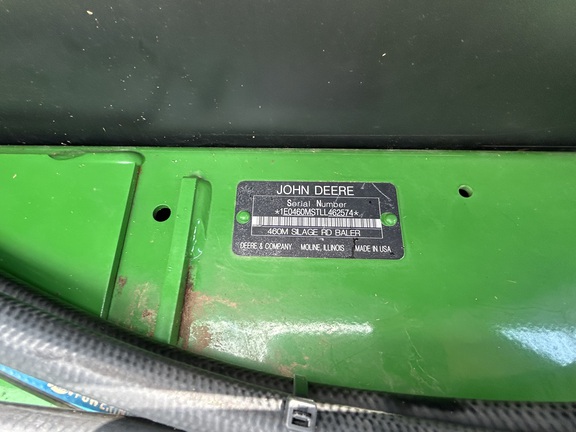 JOHN DEERE
Serial Number
*1E0460MSTLL462574*
460M SILAGE RD BALER
DEERE & COMPANY MOLINE, ILLINOIS MADE IN USA